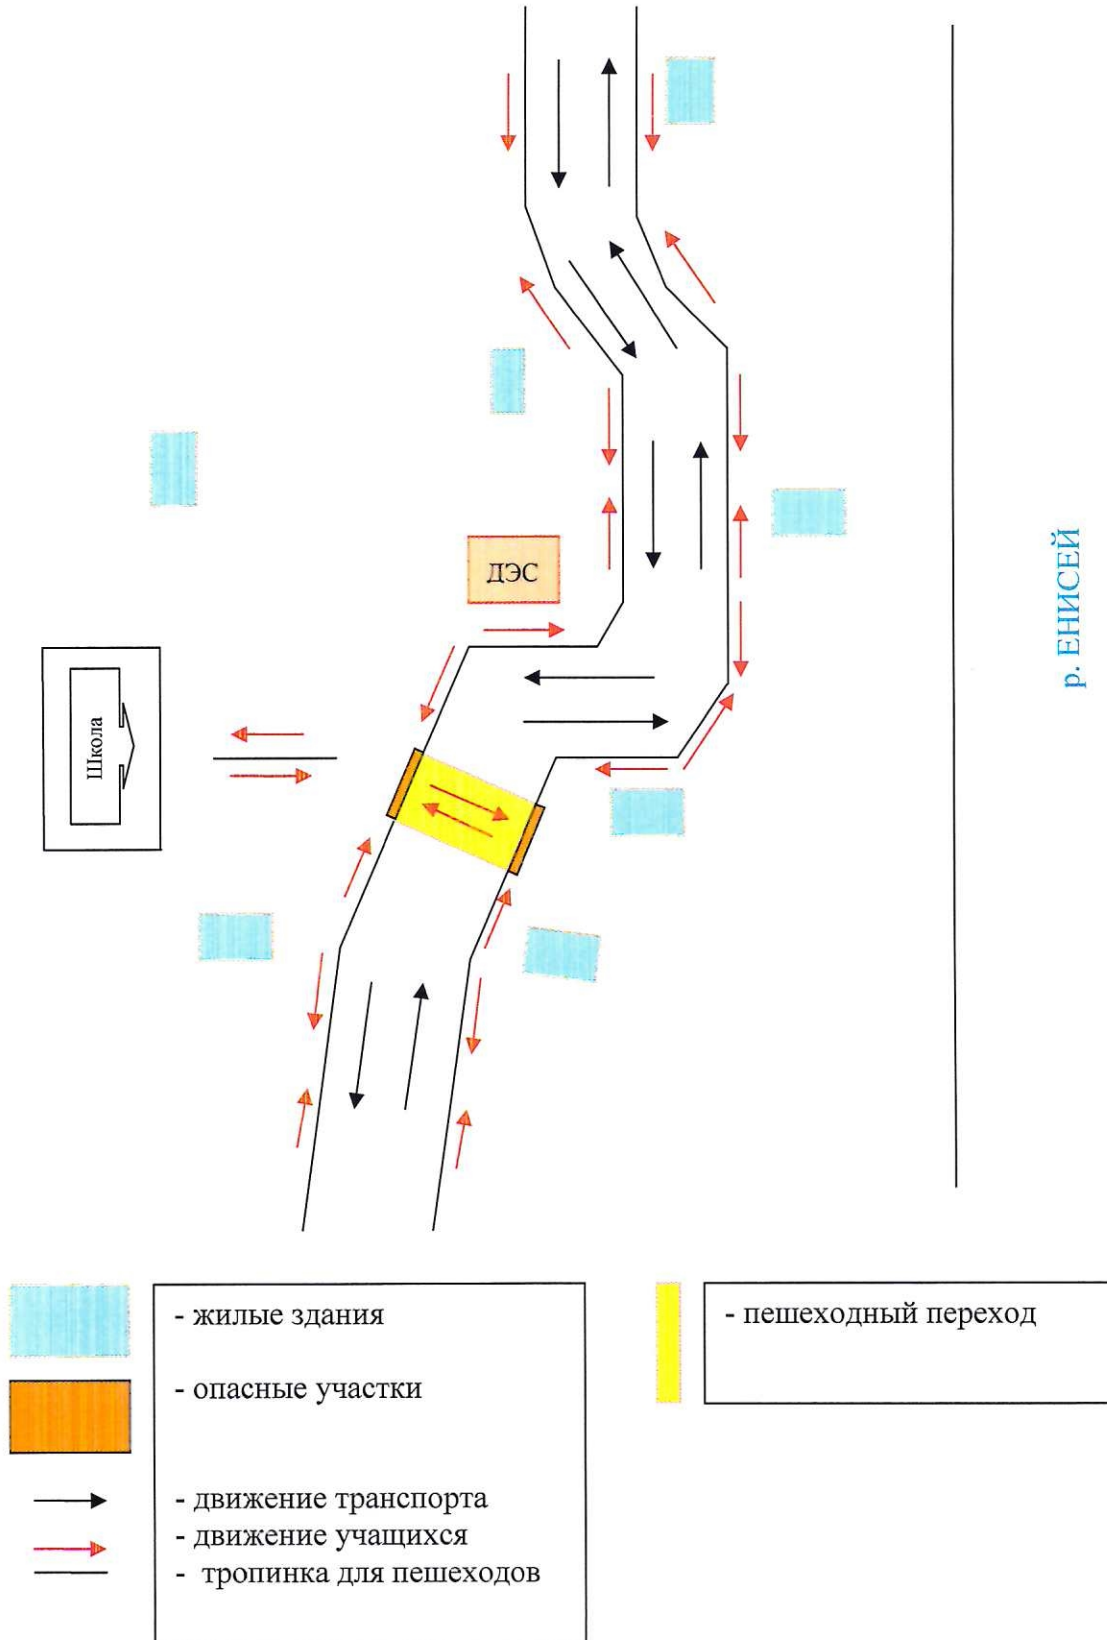 ДЭС
Школа
р. ЕНИСЕЙ
- жилые здания
- опасные участки
- движение транспорта
- движение учащихся
- тропинка для пешеходов
- пешеходный переход